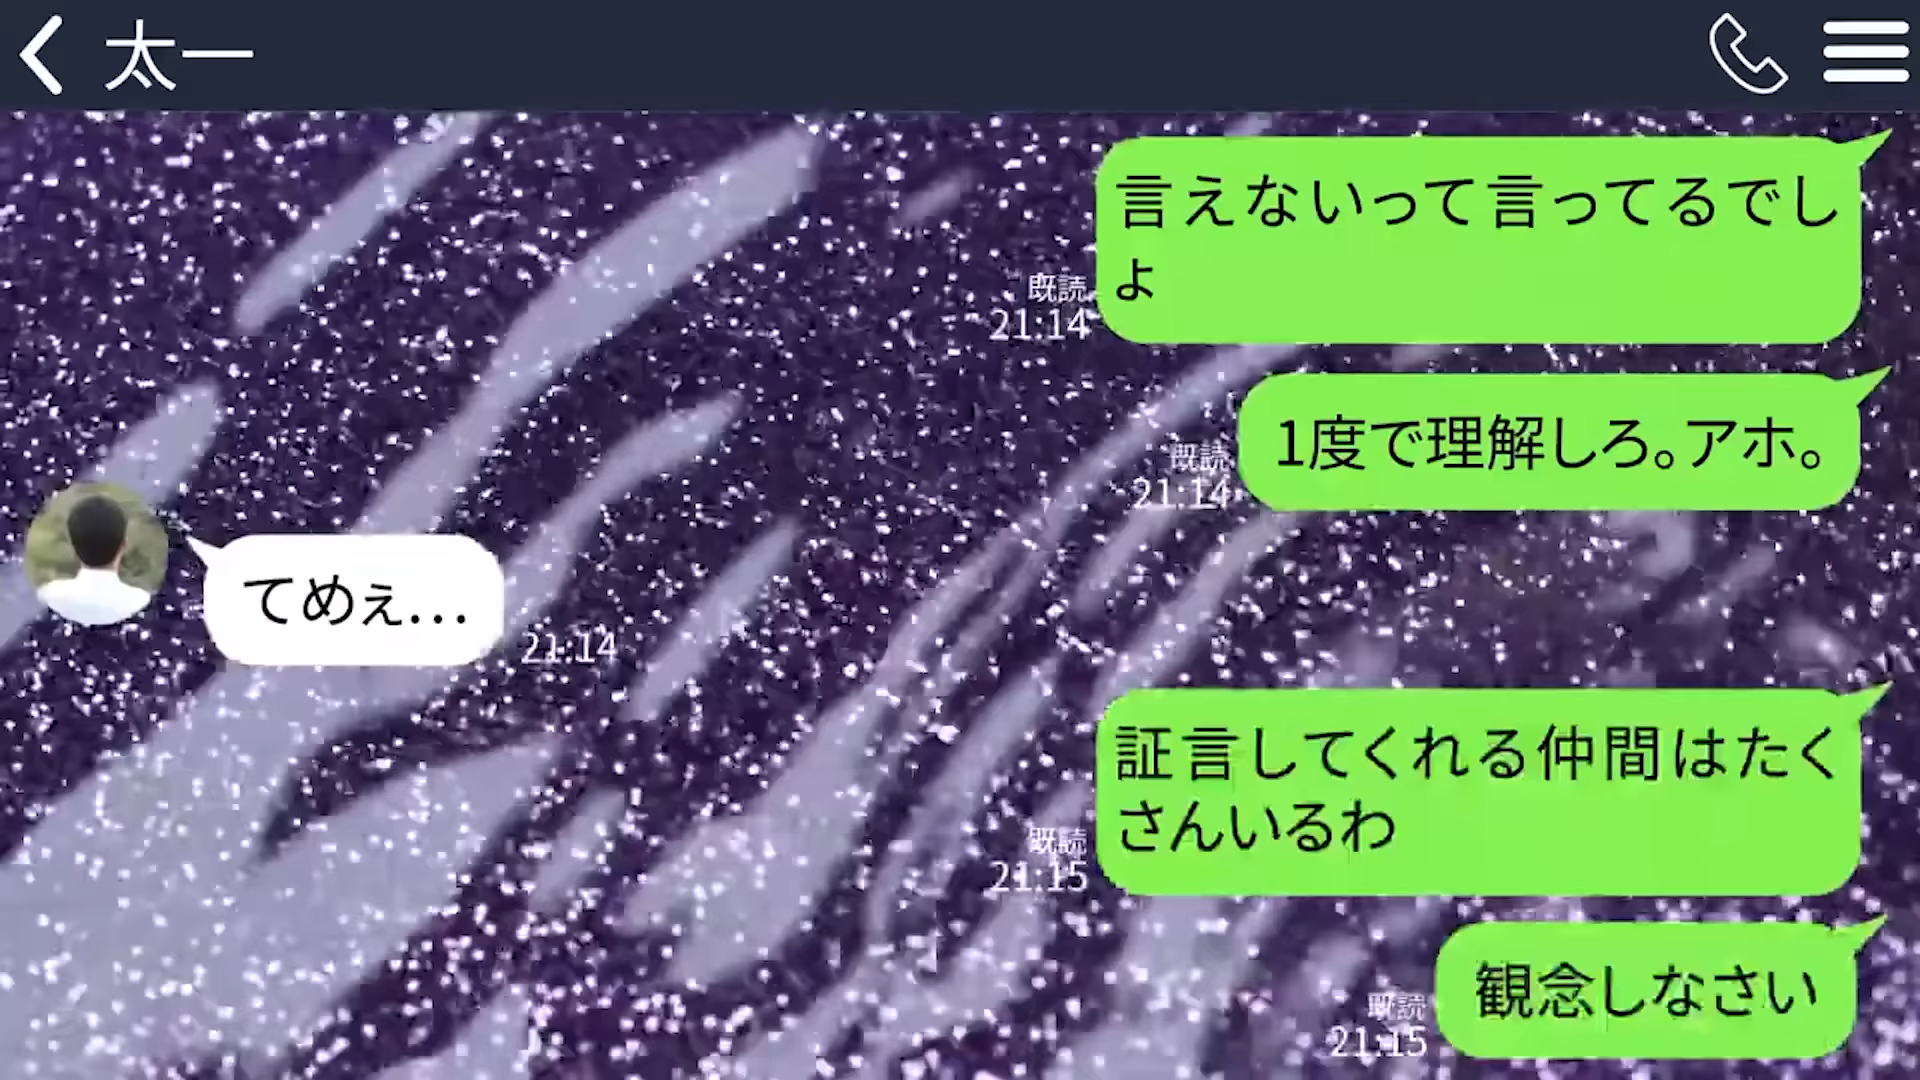 太一
言えないって言ってるでし
ょ
既読
21:14
1度で理解しろ。アホ。
既読
21:14
てめぇ…
21:14
証言してくれる仲間はたく
さんいるわ
既読
21:15
観念しなさい
既読
21:15